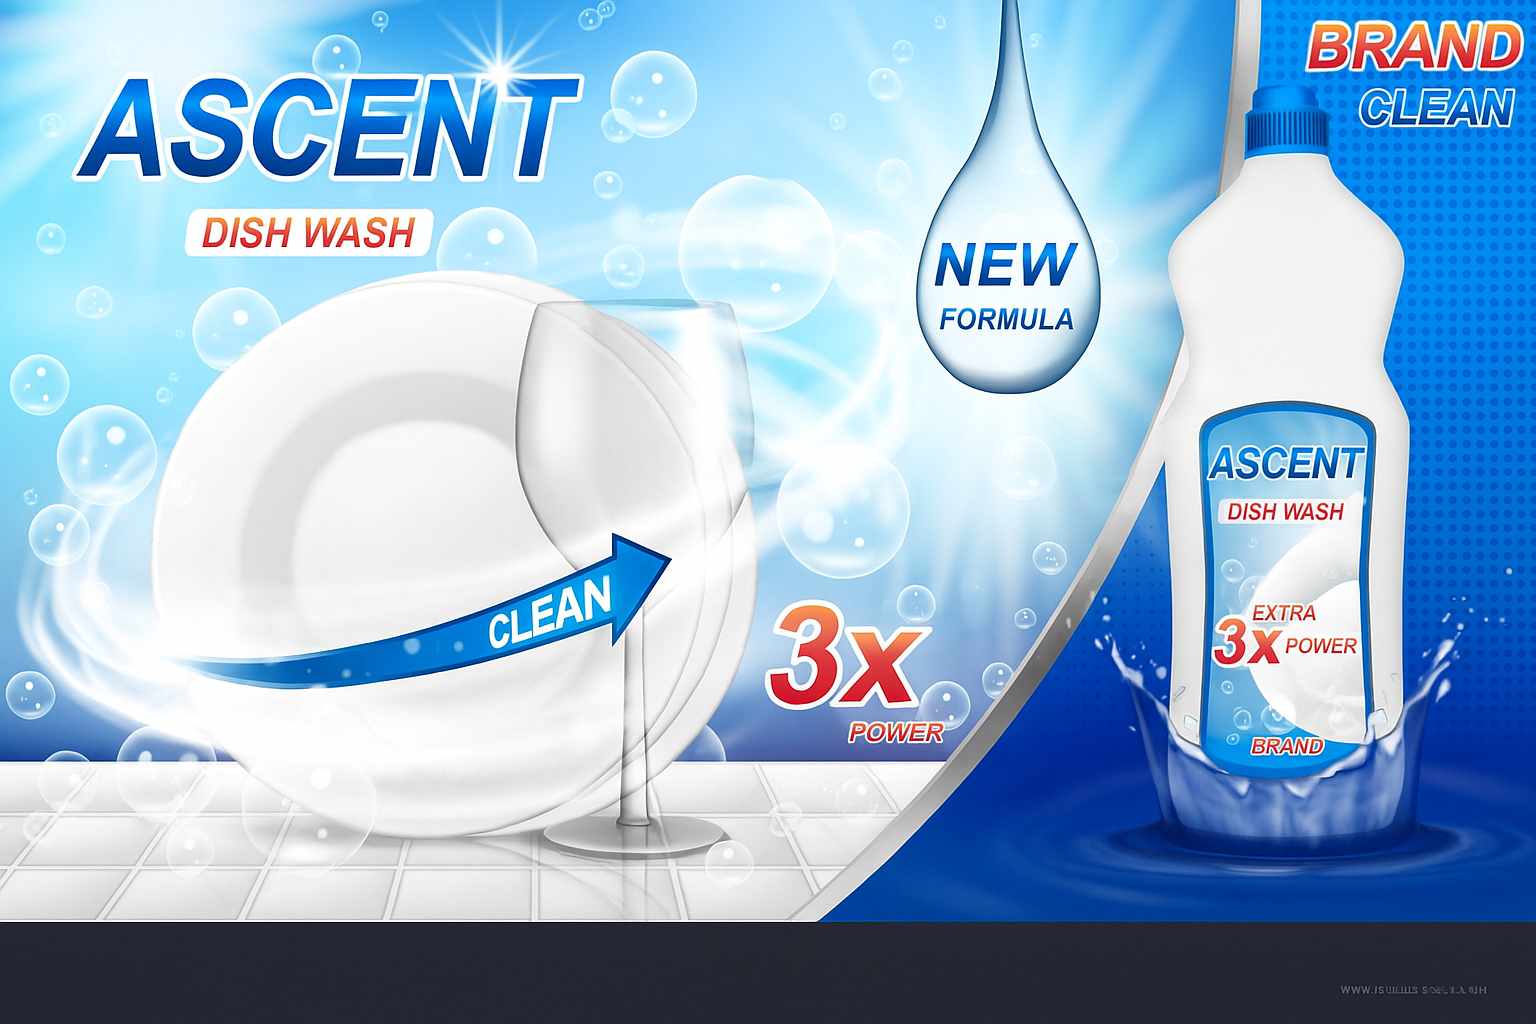 ASCENT
DISH WASH
NEW
FORMULA
CLEAN
3x
POWER
BRAND
CLEAN
ASCENT
DISH WASH
EXTRA
3x POWER
BRAND